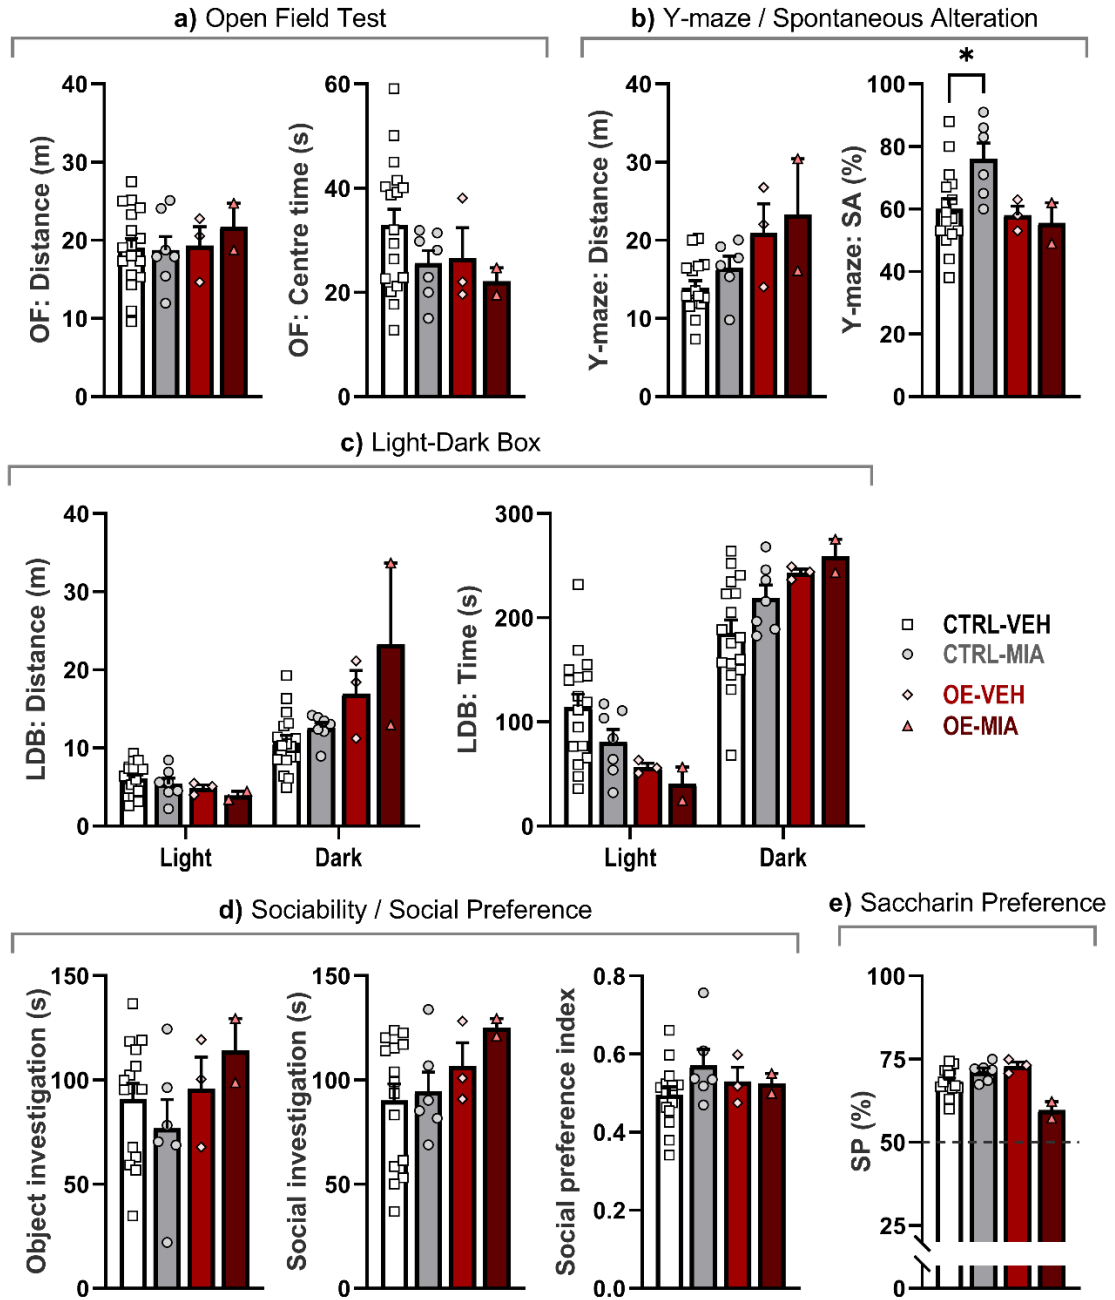 a) Open Field Test
b) Y-maze / Spontaneous Alteration
OF: Distance (m)
40
30
20
10
0
OF: Centre time (s)
60
40
20
0
Y-maze: Distance (m)
40
30
20
10
0
Y-maze: SA (%)
100
80
60
40
20
0
*
c) Light-Dark Box
LDB: Distance (m)
40
30
20
10
0
Light
Dark
LDB: Time (s)
300
200
100
0
Light
Dark
CTRL-VEH
CTRL-MIA
OE-VEH
OE-MIA
d) Sociability / Social Preference
e) Saccharin Preference
Object investigation (s)
150
100
50
0
Social investigation (s)
150
100
50
0
Social preference index
0.8
0.6
0.4
0.2
0.0
SP (%)
100
75
50
25
0